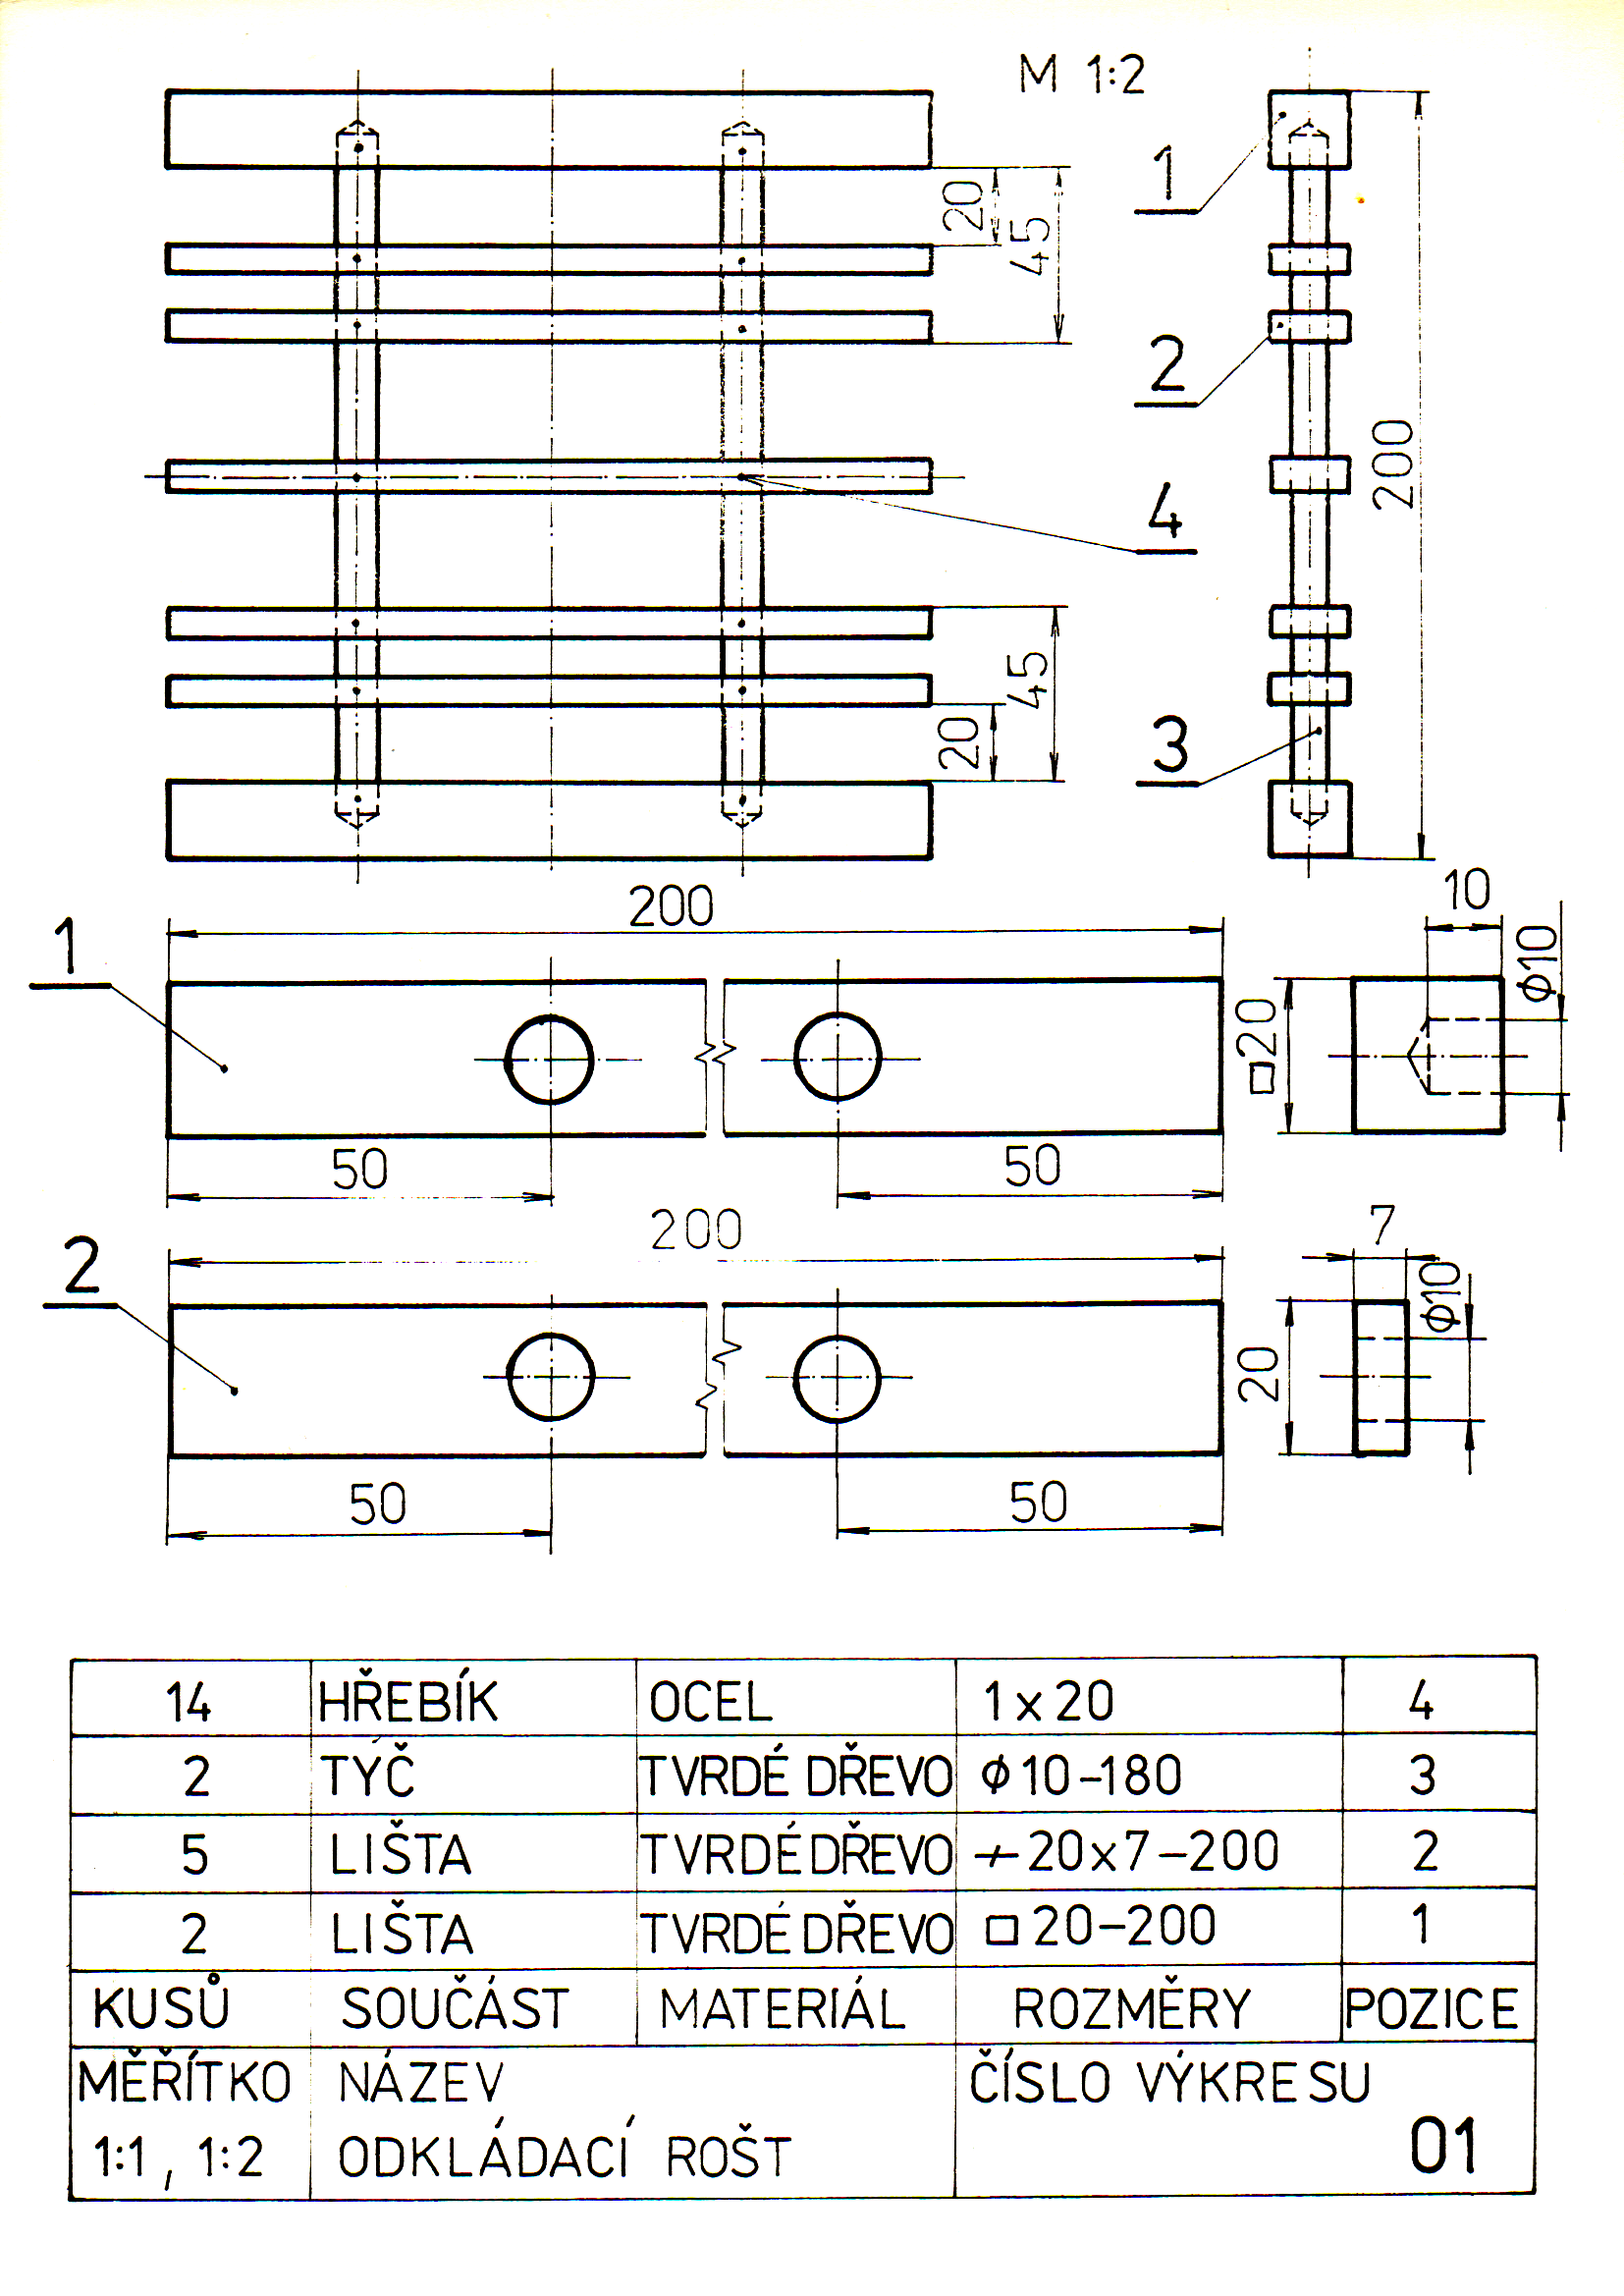 M 1:2
20
45
1
2
200
4
45
20
3
200
1
10
⌀10
□20
50
50
200
2
7
⌀10
20
50
50
14 HŘEBÍK OCEL 1x20 4
2 TYČ TVRDÉ DŘEVO ⌀10-180 3
5 LIŠTA TVRDÉ DŘEVO 20x7-200 2
2 LIŠTA TVRDÉ DŘEVO □ 20-200 1
KUSŮ SOUČÁST MATERIÁL ROZMĚRY POZICE
MĚŘÍTKO NÁZEV ČÍSLO VÝKRESU
1:1, 1:2 ODKLÁDACÍ ROŠT 01